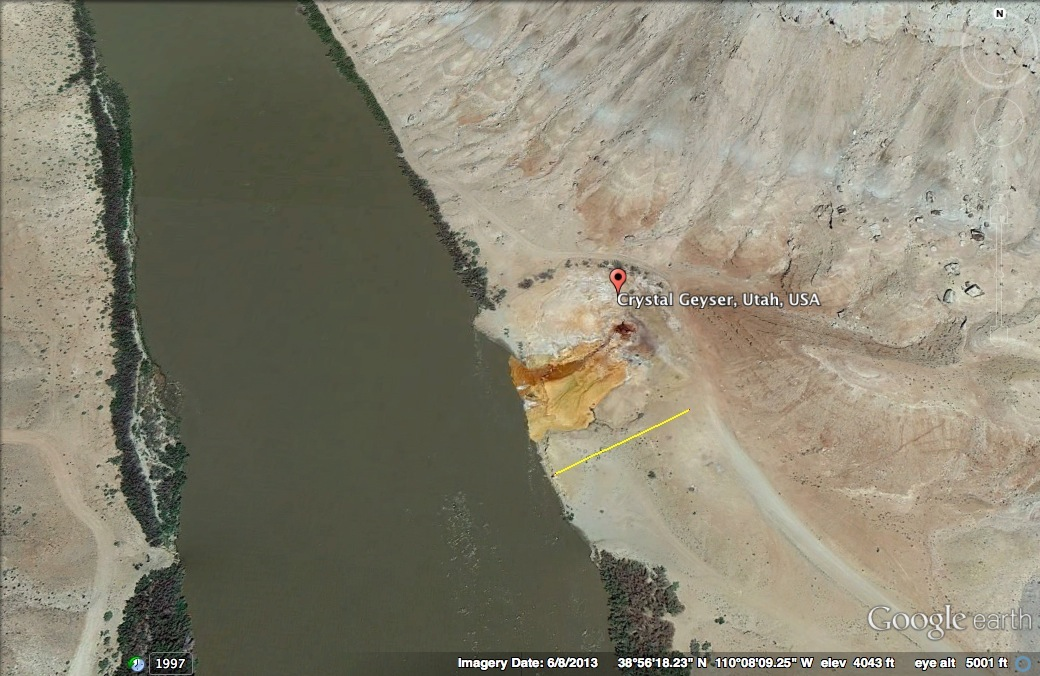 N
Crystal Geyser, Utah, USA
Google earth
1997
Imagery Date: 6/8/2013 38°56'18.23" N 110°08'09.25" W elev 4043 ft eye alt 5001 ft